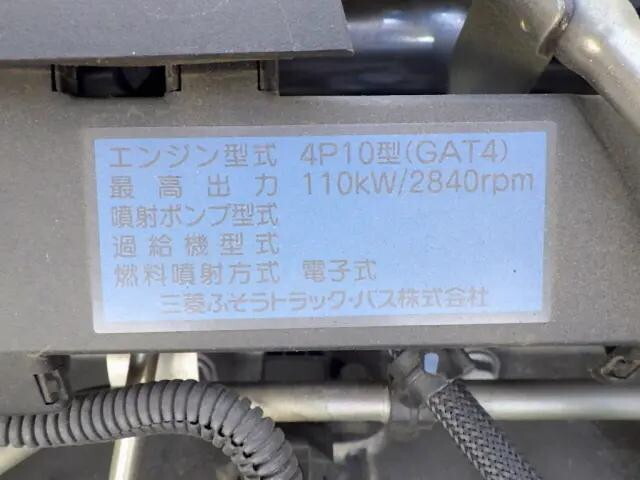 エンジン型式 4P10型(GAT4)
最高出力 110kW/2840rpm
噴射ポンプ型式
過給機型式
燃料噴射方式 電子式
三菱ふそうトラック・バス株式会社